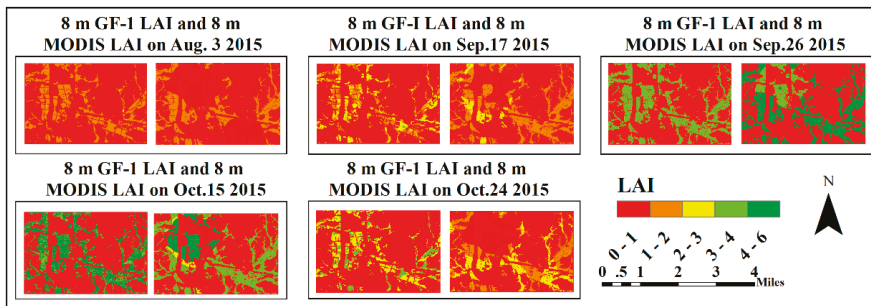 8 m GF-1 LAI and 8 m
MODIS LAI on Aug. 3 2015
8 m GF-I LAI and 8 m
MODIS LAI on Sep.17 2015
8 m GF-1 LAI and 8 m
MODIS LAI on Sep.26 2015
8 m GF-1 LAI and 8 m
MODIS LAI on Oct.15 2015
8 m GF-1 LAI and 8 m
MODIS LAI on Oct.24 2015
LAI
0 - 1
1 - 2
2 - 3
3 - 4
4 - 6
N
0 .5 1 2 3 4
Miles